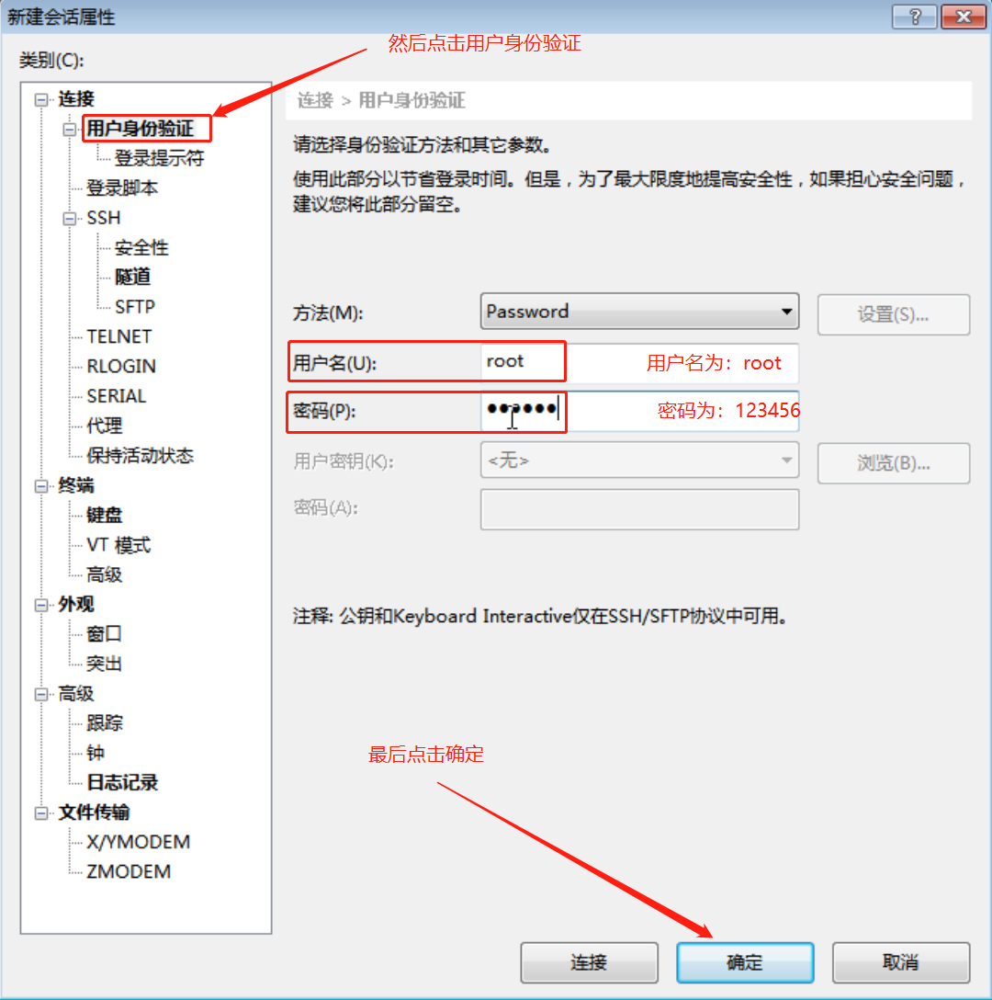 新建会话属性
然后点击用户身份验证
类别(C):
连接
用户身份验证
登录提示符
登录脚本
SSH
安全性
隧道
SFTP
TELNET
RLOGIN
SERIAL
代理
保持活动状态
终端
键盘
VT 模式
高级
外观
窗口
突出
高级
跟踪
钟
日志记录
文件传输
X/YMODEM
ZMODEM
连接 > 用户身份验证
请选择身份验证方法和其它参数。
使用此部分以节省登录时间。但是，为了最大限度地提高安全性，如果担心安全问题，
建议您将此部分留空。
方法(M): Password 设置(S)...
用户名(U): root 用户名为：root
密码(P): ●●●●●● 密码为：123456
用户密钥(K): <无> 浏览(B)...
密码(A):
注释: 公钥和Keyboard Interactive仅在SSH/SFTP协议中可用。
最后点击确定
连接 确定 取消